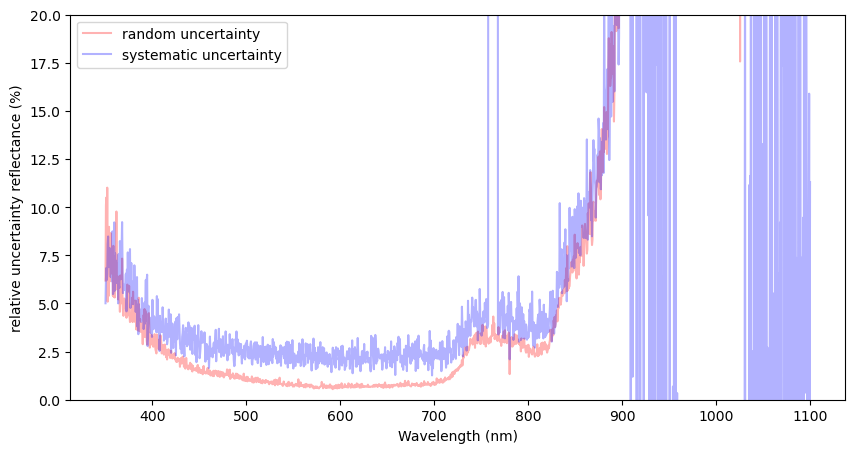 random uncertainty
systematic uncertainty
relative uncertainty reflectance (%)
20.0
17.5
15.0
12.5
10.0
7.5
5.0
2.5
0.0
400 500 600 700 800 900 1000 1100
Wavelength (nm)